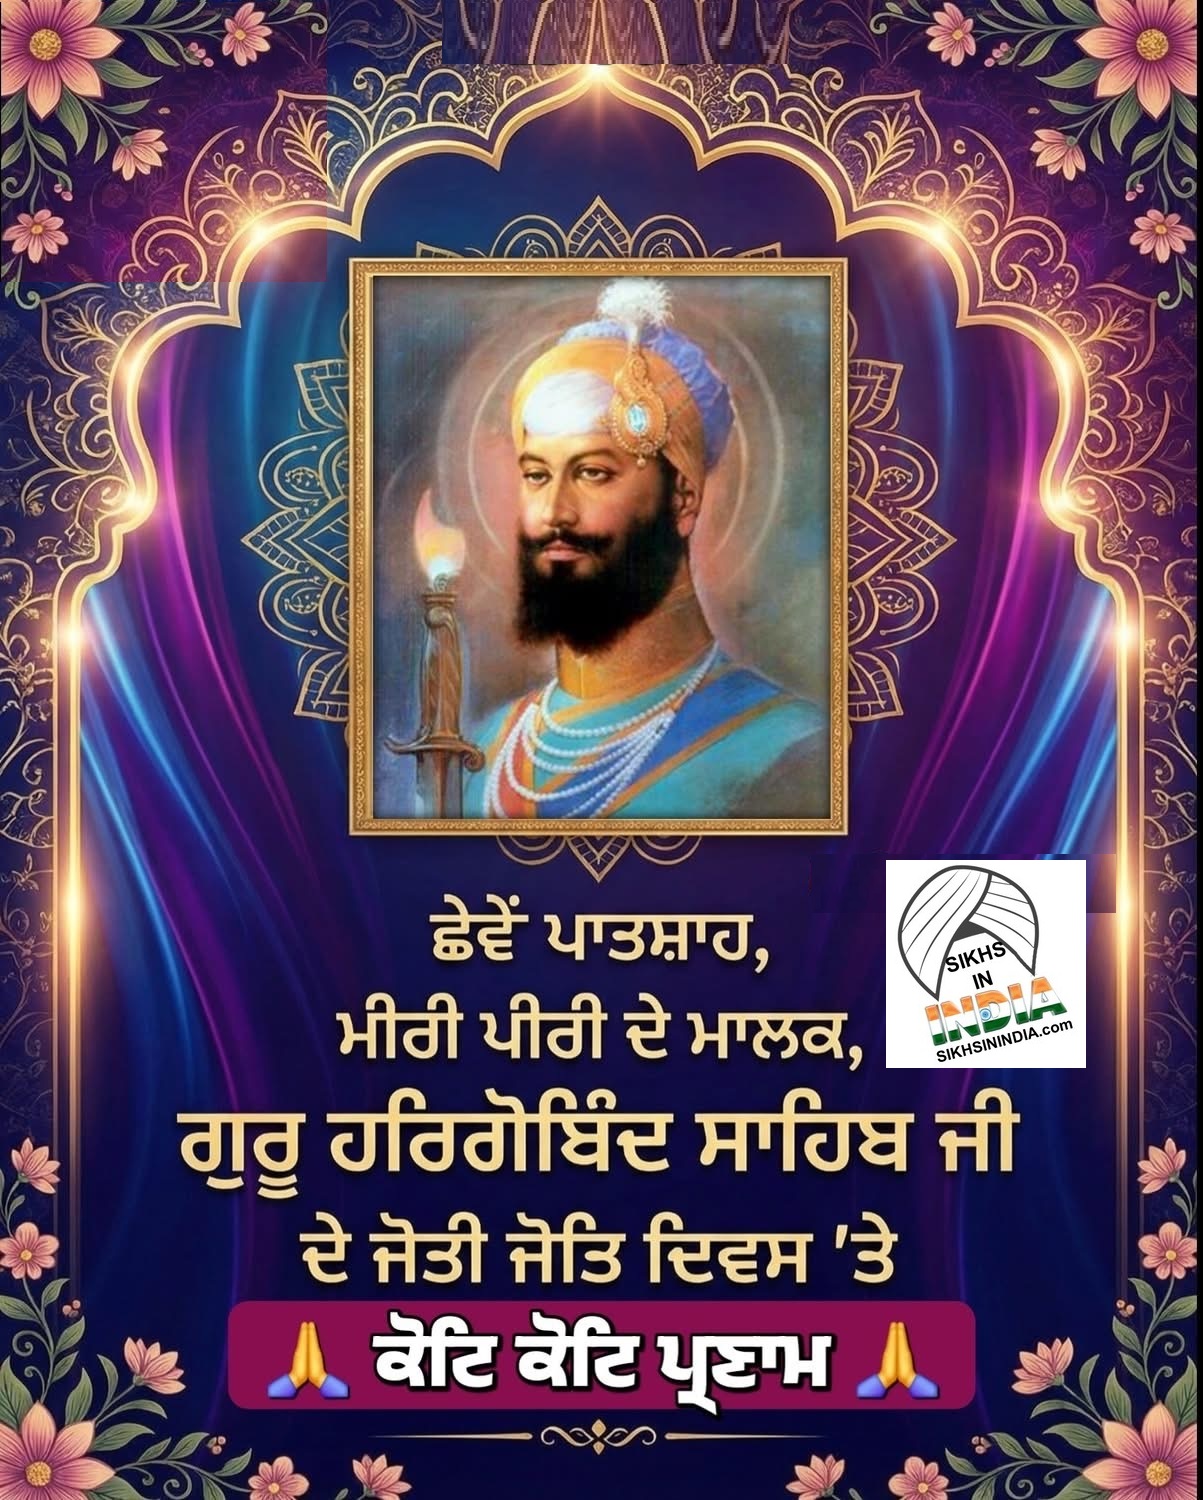 ਛੇਵੇਂ ਪਾਤਸ਼ਾਹ,
ਮੀਰੀ ਪੀਰੀ ਦੇ ਮਾਲਕ,
ਗੁਰੂ ਹਰਿਗੋਬਿੰਦ ਸਾਹਿਬ ਜੀ
ਦੇ ਜੋਤੀ ਜੋਤਿ ਦਿਵਸ 'ਤੇ
🙏 ਕੋਟਿ ਕੋਟਿ ਪ੍ਰਣਾਮ 🙏
SIKHS
IN
INDIA
SIKHSININDIA.com